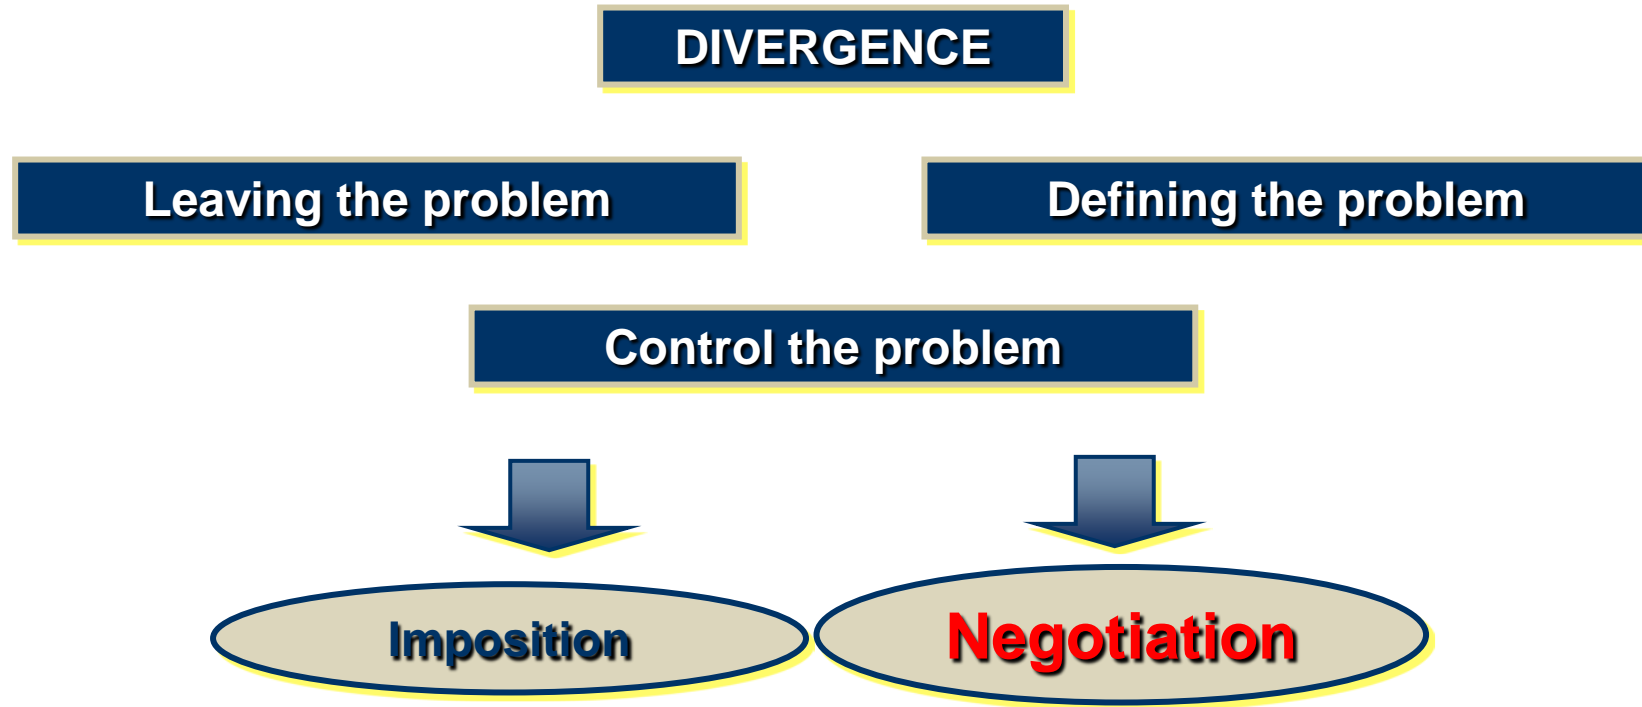 DIVERGENCE
Leaving the problem
Defining the problem
Control the problem
Imposition
Negotiation